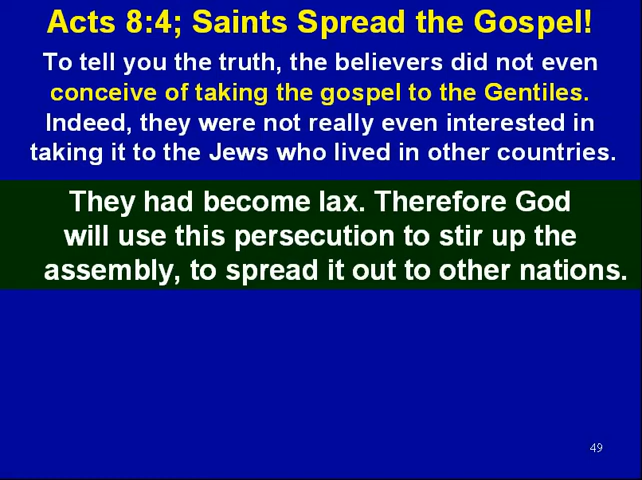 Acts 8:4; Saints Spread the Gospel!
To tell you the truth, the believers did not even
conceive of taking the gospel to the Gentiles.
Indeed, they were not really even interested in
taking it to the Jews who lived in other countries.
They had become lax. Therefore God
will use this persecution to stir up the
assembly, to spread it out to other nations.
49